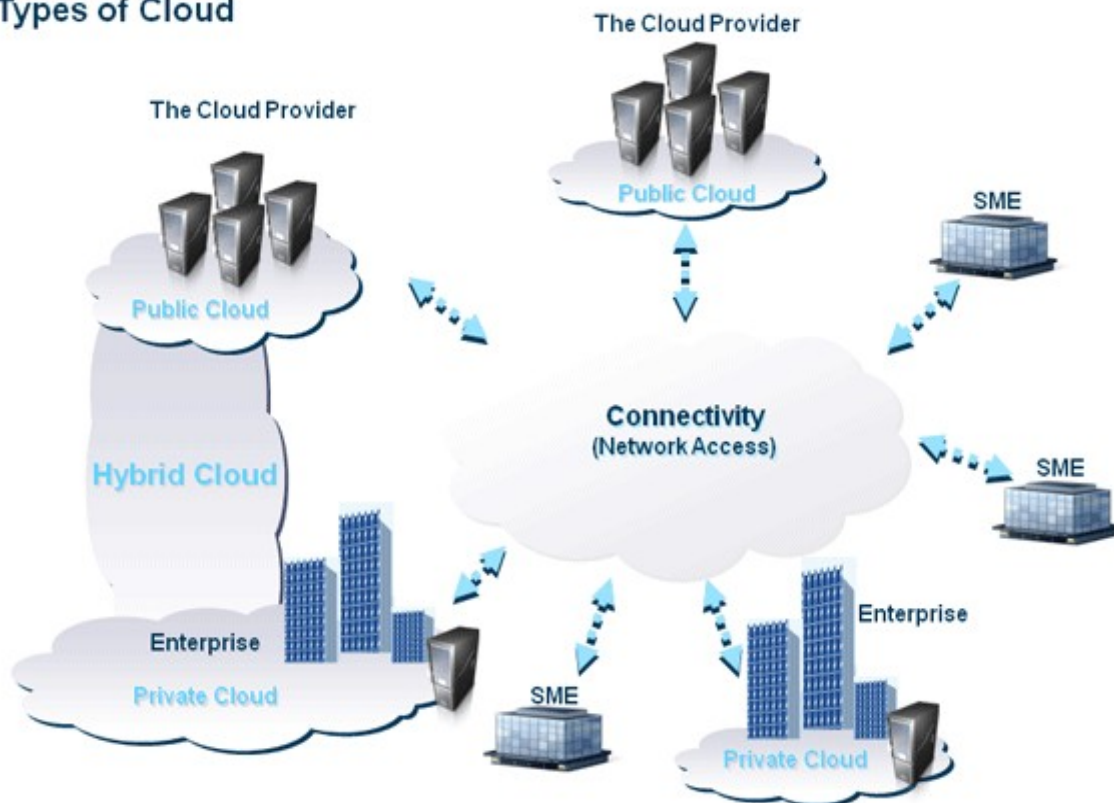 Types of Cloud
The Cloud Provider
The Cloud Provider
Public Cloud
SME
Public Cloud
Connectivity
(Network Access)
Hybrid Cloud
SME
Enterprise
Enterprise
Private Cloud
SME
Private Cloud